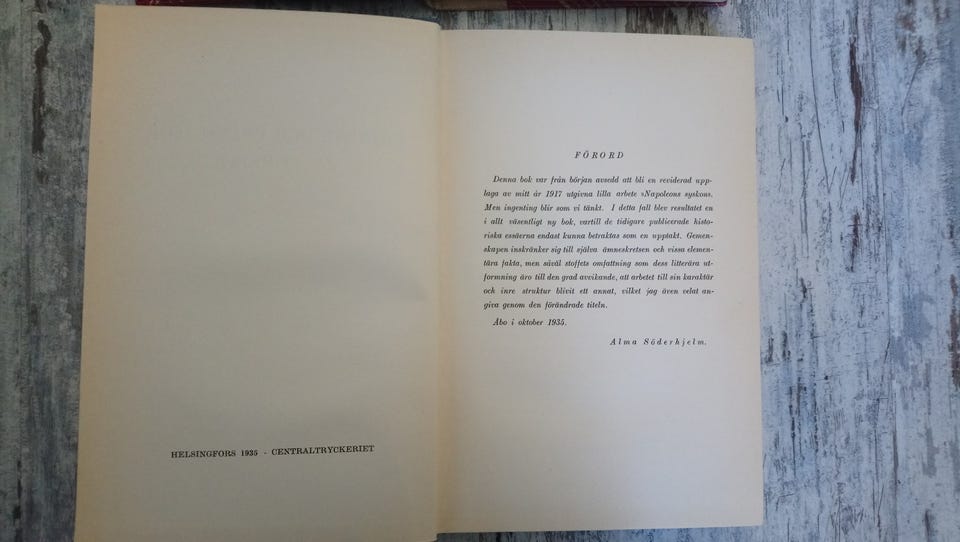 HELSINGFORS 1935 - CENTRALTRYCKERIET
FÖRORD
Denna bok var från början avsedd att bli en reviderad upp-
laga av mitt år 1917 utgivna lilla arbete »Napoleons syskon».
Men ingenting blir som vi tänkt. I detta fall blev resultatet en
i allt väsentligt ny bok, vartill de tidigare publicerade histo-
riska essäerna endast kunna betraktas som en upptakt. Gemen-
skapen inskränker sig till själva ämneskretsen och vissa elemen-
tära fakta, men såväl stoffets omfattning som dess litterära ut-
formning äro till den grad avvikande, att arbetet till sin karaktär
och inre struktur blivit ett annat, vilket jag även velat an-
giva genom den förändrade titeln.
Åbo i oktober 1935.
Alma Söderhjelm.